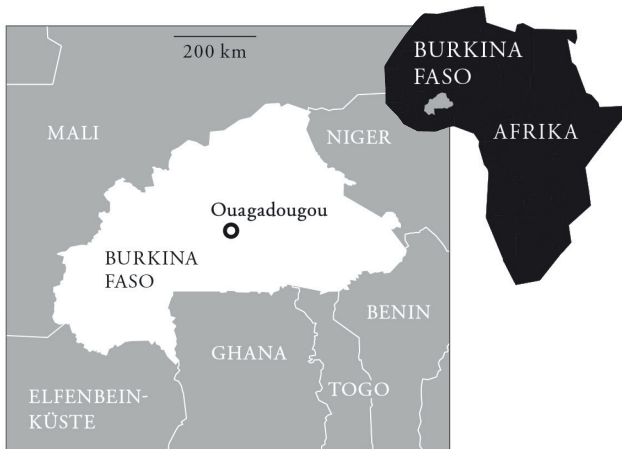 200 km
BURKINA
FASO
AFRIKA
MALI
NIGER
Ouagadougou
BURKINA
FASO
BENIN
GHANA
TOGO
ELFENBEIN-
KÜSTE